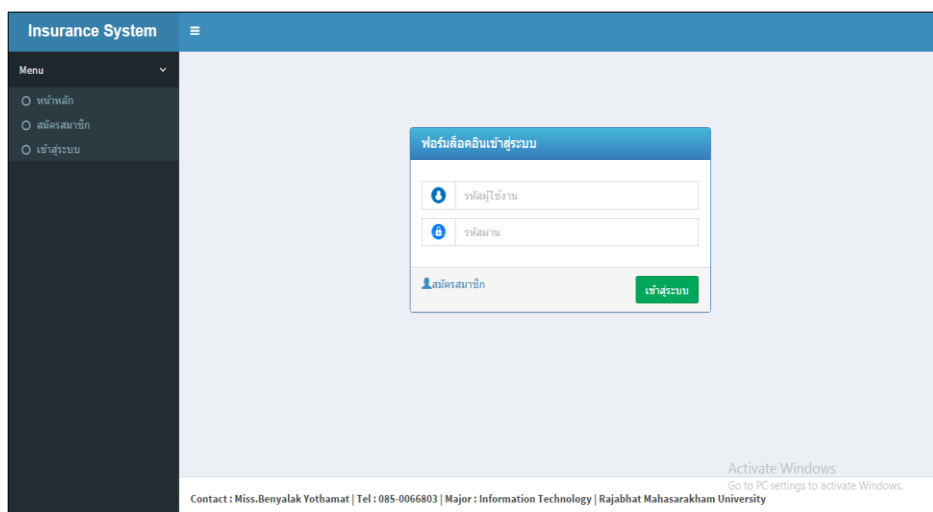 Insurance System
Menu
หน้าหลัก
สมัครสมาชิก
เข้าสู่ระบบ
ฟอร์มล็อคอินเข้าสู่ระบบ
รหัสผู้ใช้งาน
รหัสผ่าน
สมัครสมาชิก
เข้าสู่ระบบ
Activate Windows
Go to PC settings to activate Windows.
Contact : Miss.Benyalak Yothamat | Tel : 085-0066803 | Major : Information Technology | Rajabhat Mahasarakham University